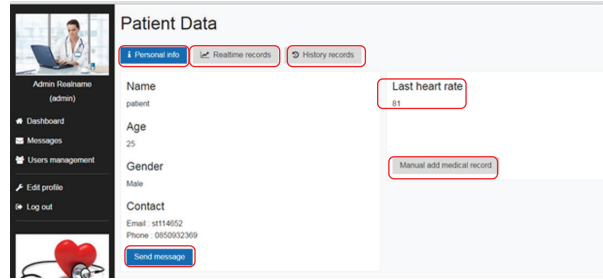 Patient Data
Personal info
Realtime records
History records
Admin Realname
(admin)
Dashboard
Messages
Users management
Edit profile
Log out
Name
patient
Age
25
Gender
Male
Contact
Email : st114652
Phone : 0850932369
Send message
Last heart rate
81
Manual add medical record